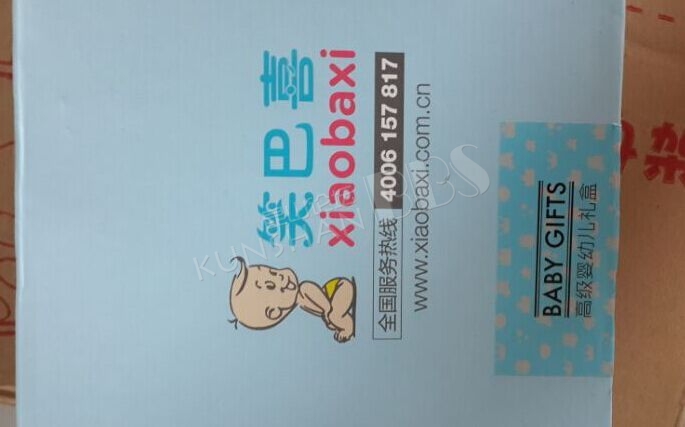 笑巴喜
xiaobaxi
全国服务热线 4006 157 817
www.xiaobaxi.com.cn
BABY GIFTS
高级婴幼儿礼盒